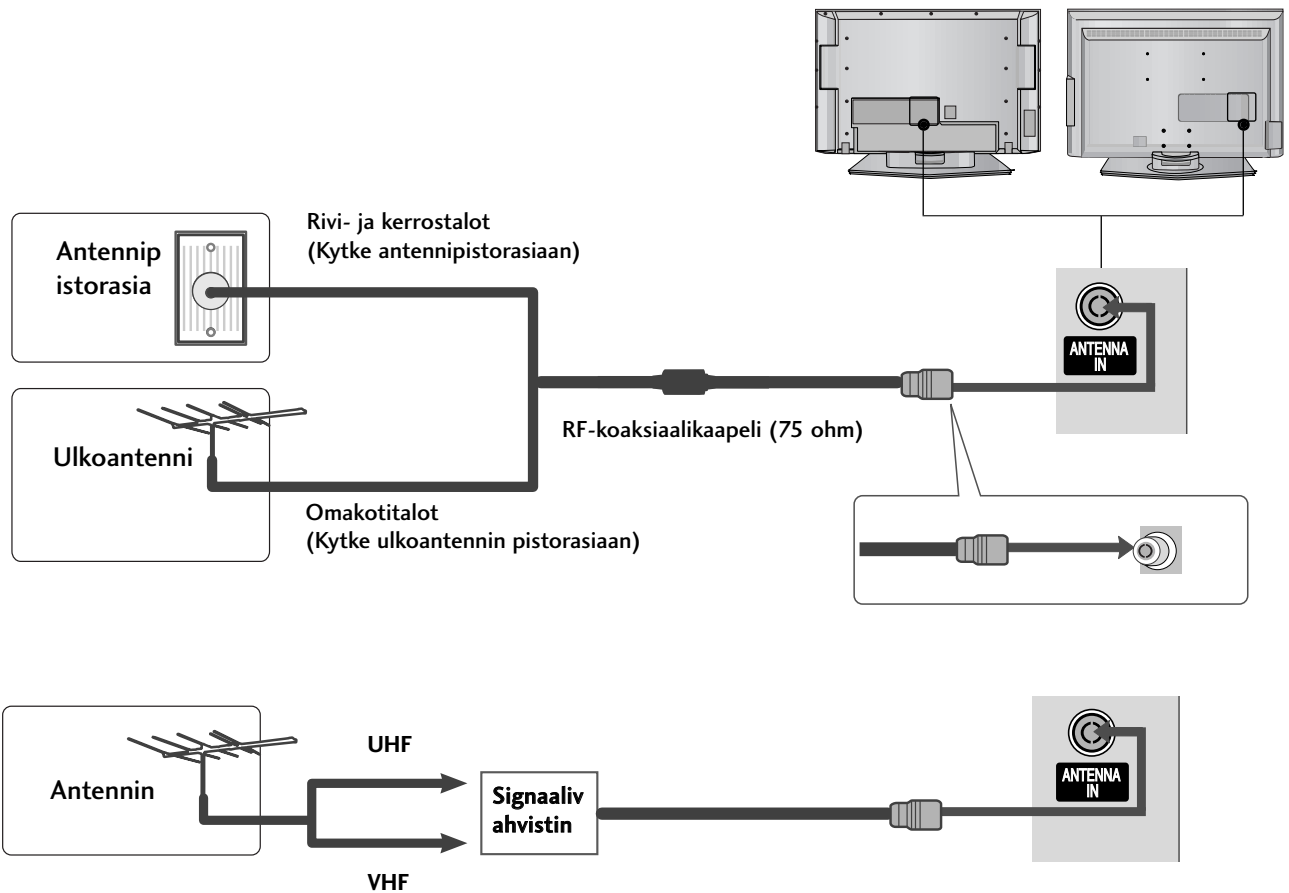 Rivi- ja kerrostalot
(Kytke antennipistorasiaan)
Antennip
istorasia
ANTENNA
IN
RF-koaksiaalikaapeli (75 ohm)
Ulkoantenni
Omakotitalot
(Kytke ulkoantennin pistorasiaan)
UHF
Antennin
Signaaliv
ahvistin
ANTENNA
IN
VHF